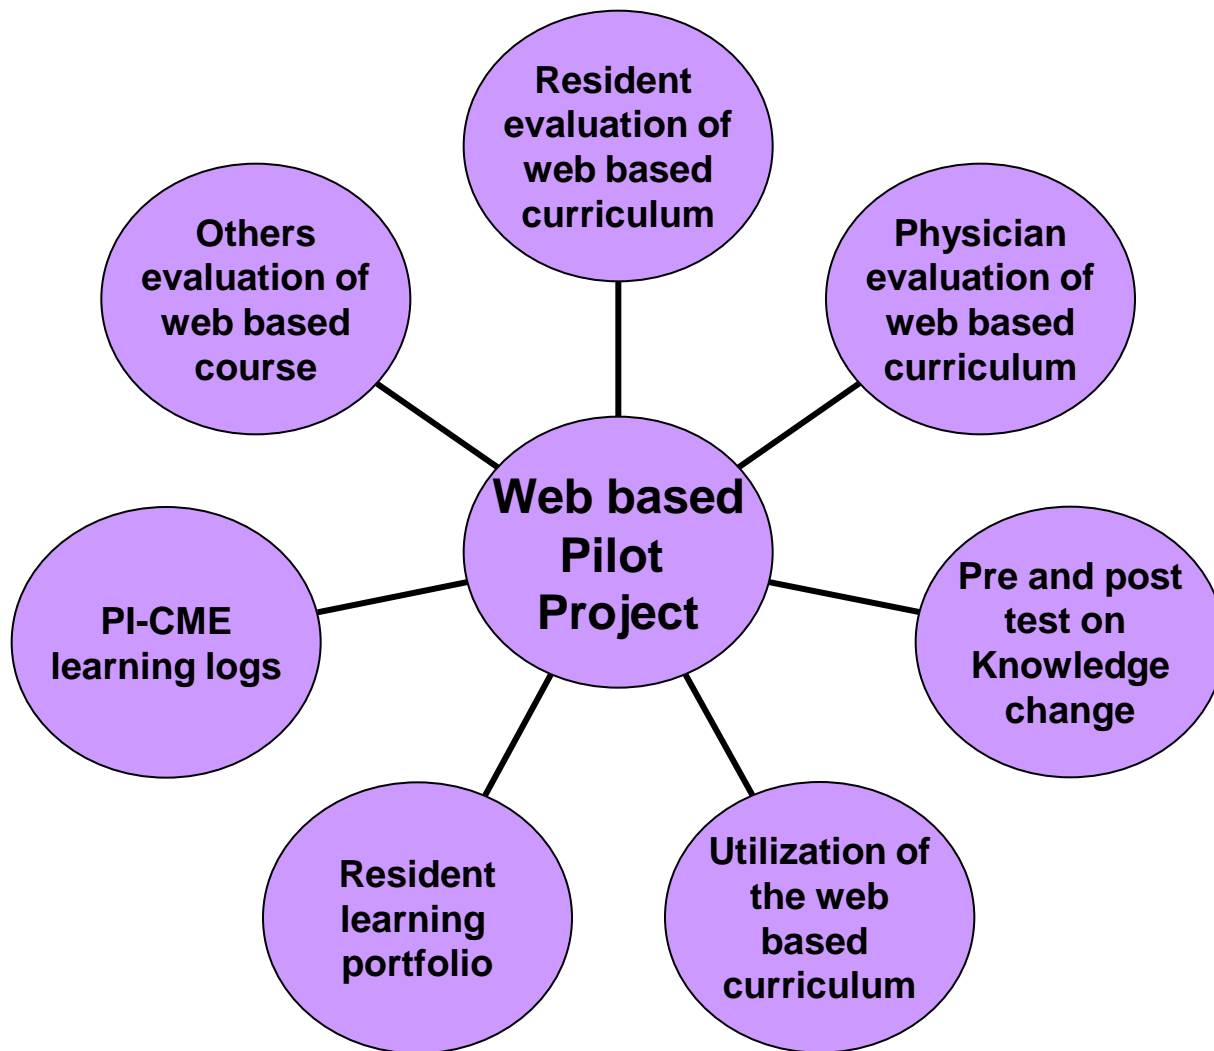 Resident
evaluation of
web based
curriculum
Others
evaluation of
web based
course
Physician
evaluation of
web based
curriculum
Web based
Pilot
Project
PI-CME
learning logs
Pre and post
test on
Knowledge
change
Resident
learning
portfolio
Utilization of
the web
based
curriculum